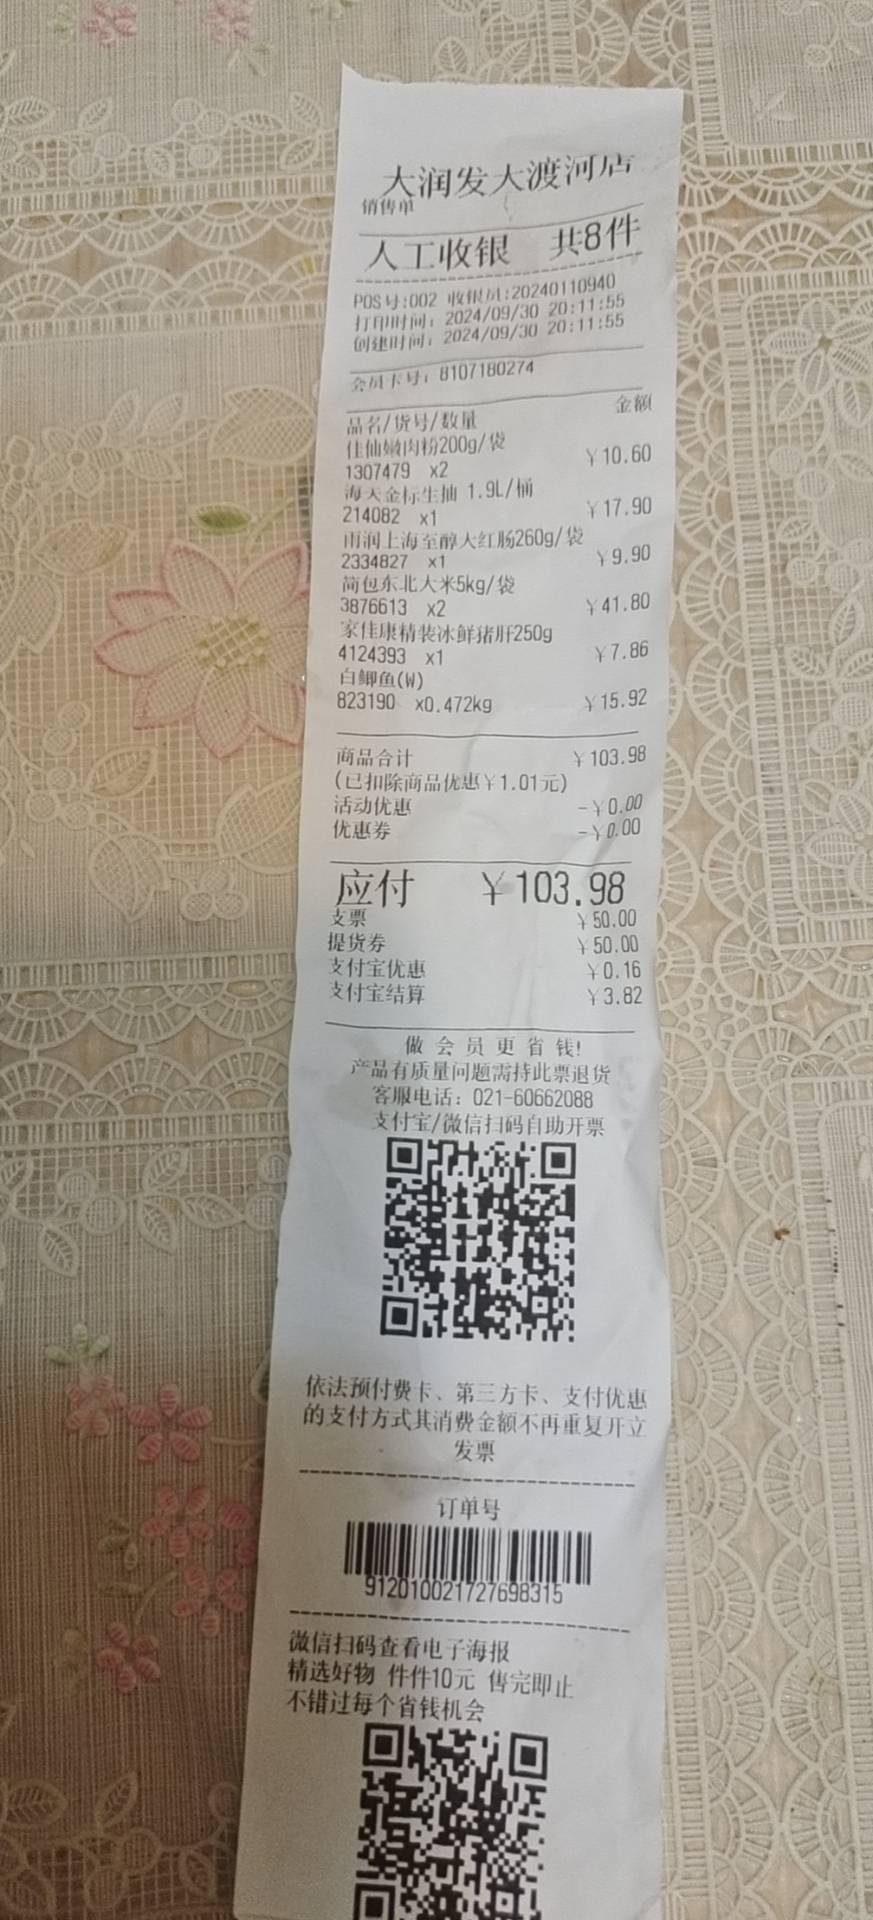 大润发大渡河店
销售单
人工收银 共8件
POS号:002 收银员:20240110940
打印时间: 2024/09/30 20:11:55
创建时间: 2024/09/30 20:11:55
会员卡号: 8107180274
品名/货号/数量 金额
佳仙嫩肉粉200g/袋
1307479 x2 ¥10.60
海天金标生抽 1.9L/桶
214082 x1 ¥17.90
雨润上海至醇大红肠260g/袋
2334827 x1 ¥9.90
简包东北大米5kg/袋
3876613 x2 ¥41.80
家佳康精装冰鲜猪肝250g
4124393 x1 ¥7.86
白鲫鱼(W)
823190 x0.472kg ¥15.92
商品合计 ¥103.98
(已扣除商品优惠¥1.01元)
活动优惠 -¥0.00
优惠券 -¥0.00
应付 ¥103.98
支票 ¥50.00
提货券 ¥50.00
支付宝优惠 ¥0.16
支付宝结算 ¥3.82
做 会 员 更 省 钱!
产品有质量问题需持此票退货
客服电话: 021-60662088
支付宝/微信扫码自助开票
依法预付费卡、第三方卡、支付优惠
的支付方式其消费金额不再重复开立
发票
订单号
912010021727698315
微信扫码查看电子海报
精选好物 件件10元 售完即止
不错过每个省钱机会